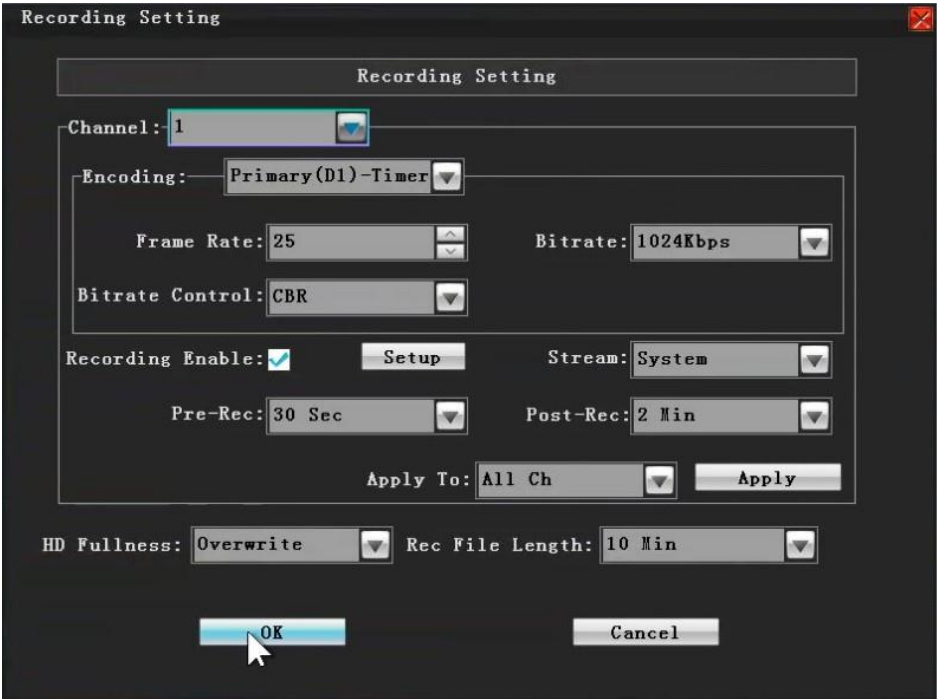 Recording Setting
Recording Setting
Channel: 1
Encoding: Primary(D1)-Timer
Frame Rate: 25 Bitrate: 1024Kbps
Bitrate Control: CBR
Recording Enable: Setup Stream: System
Pre-Rec: 30 Sec Post-Rec: 2 Min
Apply To: All Ch Apply
HD Fullness: Overwrite Rec File Length: 10 Min
OK Cancel